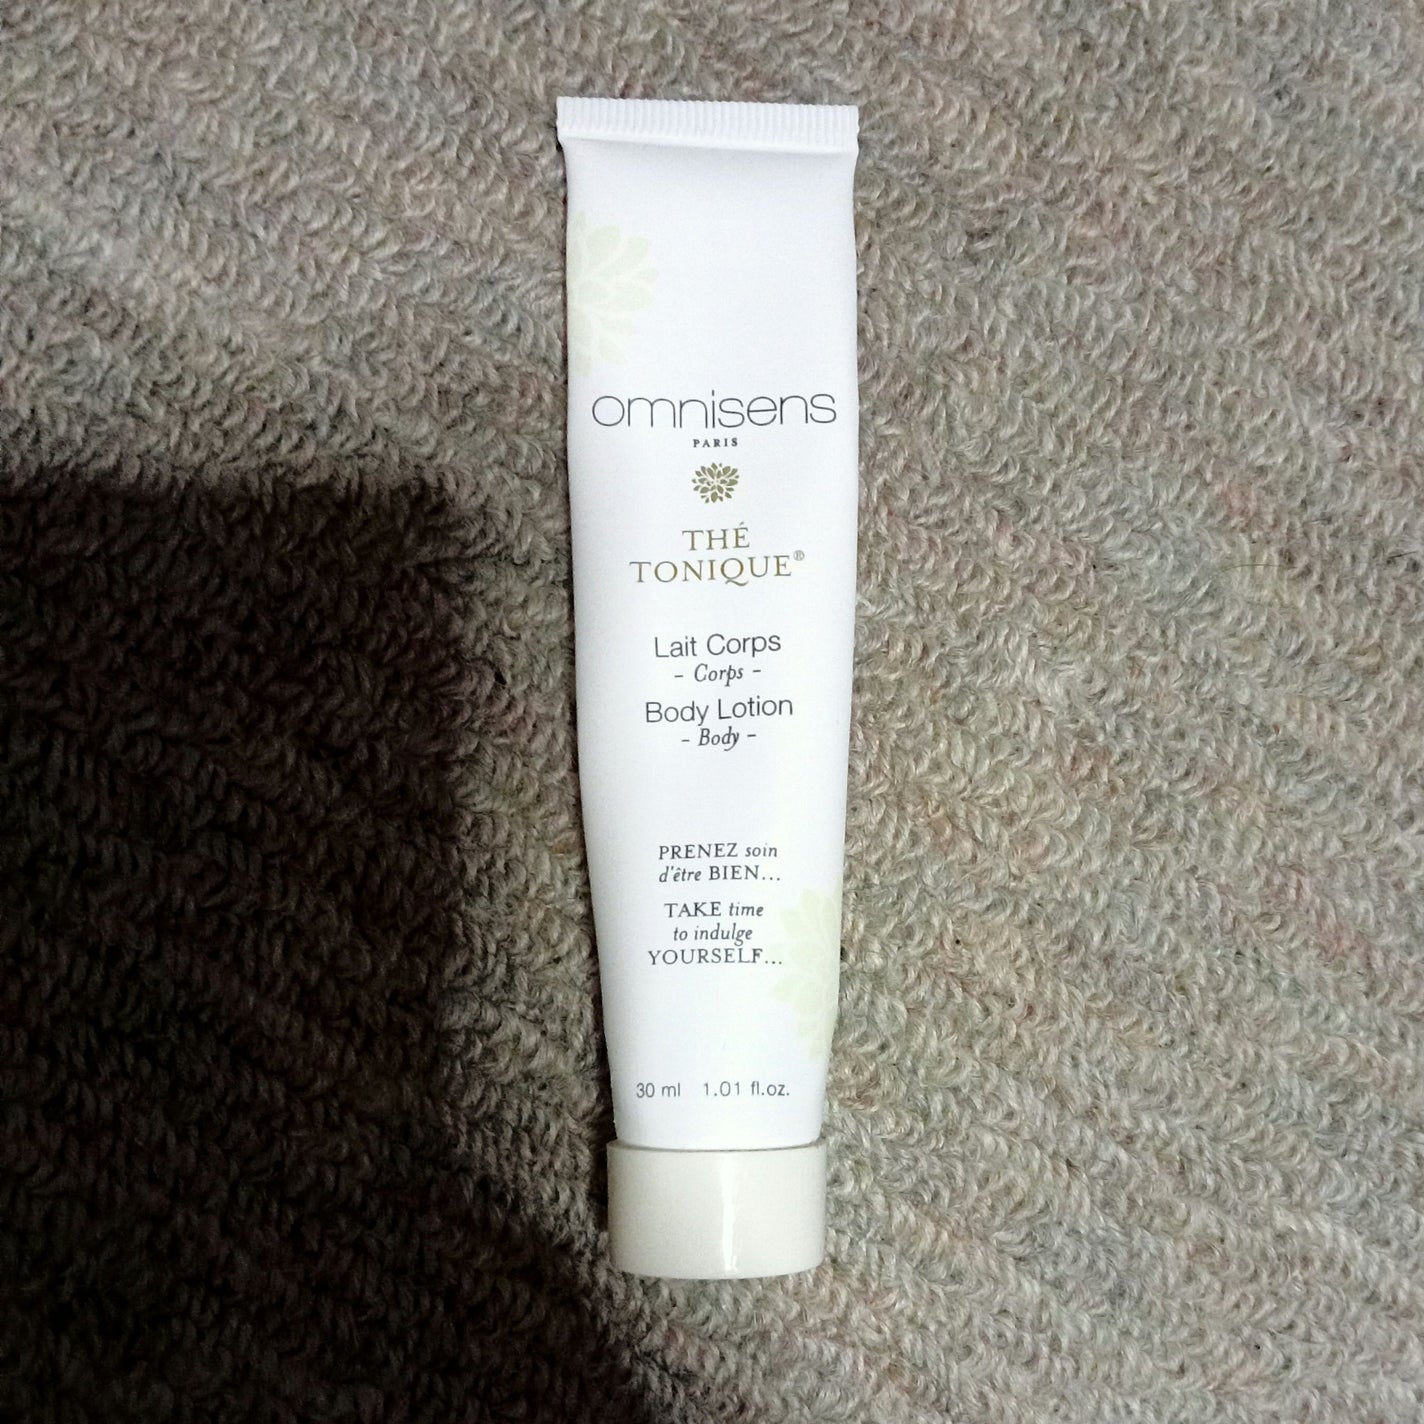 omnisens
PARIS
THÉ
TONIQUE®
Lait Corps
- Corps -
Body Lotion
- Body -
PRENEZ soin
d'être BIEN...
TAKE time
to indulge
YOURSELF...
30 ml 1.01 fl.oz.